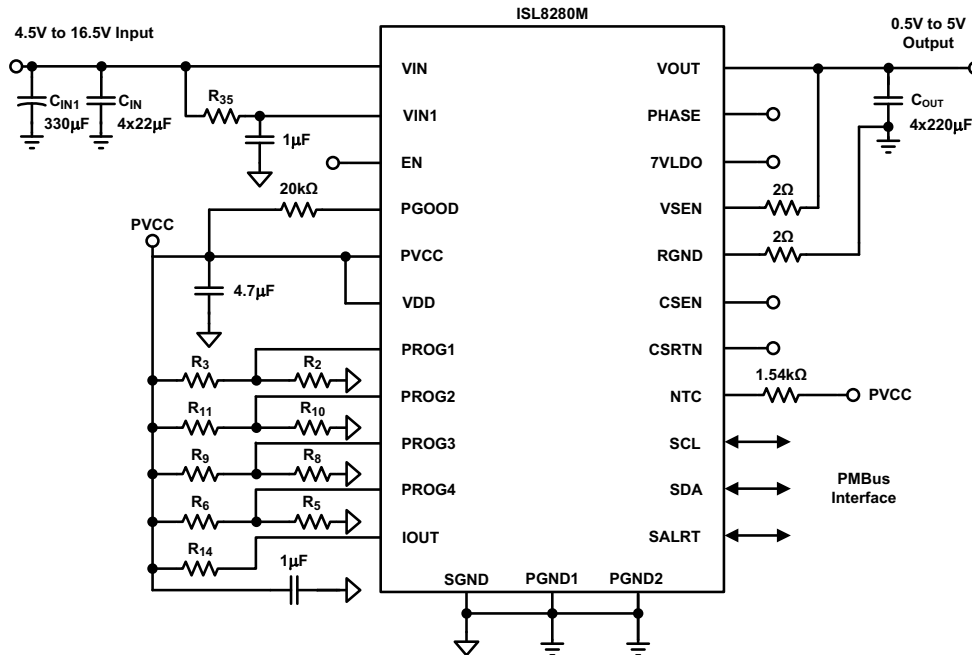 ISL8280M
4.5V to 16.5V Input
0.5V to 5V
Output
CIN1
330µF
CIN
4x22µF
R35
1µF
VIN
VIN1
EN
20kΩ
PGOOD
PVCC
PVCC
4.7µF
VDD
R3
R2
PROG1
R11
R10
PROG2
R9
R8
PROG3
R6
R5
PROG4
R14
IOUT
1µF
VOUT
COUT
4x220µF
PHASE
7VLDO
VSEN
2Ω
RGND
2Ω
CSEN
CSRTN
NTC
1.54kΩ
PVCC
SCL
SDA
SALRT
PMBus
Interface
SGND
PGND1
PGND2